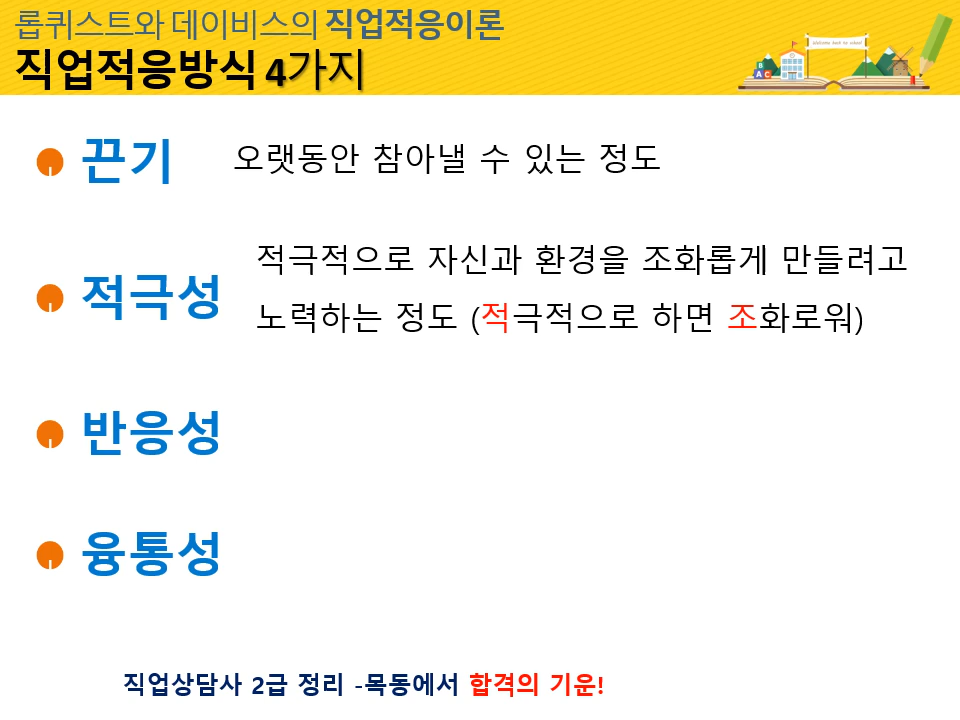 롭퀴스트와 데이비스의 직업적응이론
직업적응방식 4가지
Welcome back to school
B
A C
끈기 오랫동안 참아낼 수 있는 정도
적극성 적극적으로 자신과 환경을 조화롭게 만들려고
노력하는 정도 (적극적으로 하면 조화로워)
반응성
융통성
직업상담사 2급 정리 -목동에서 합격의 기운!